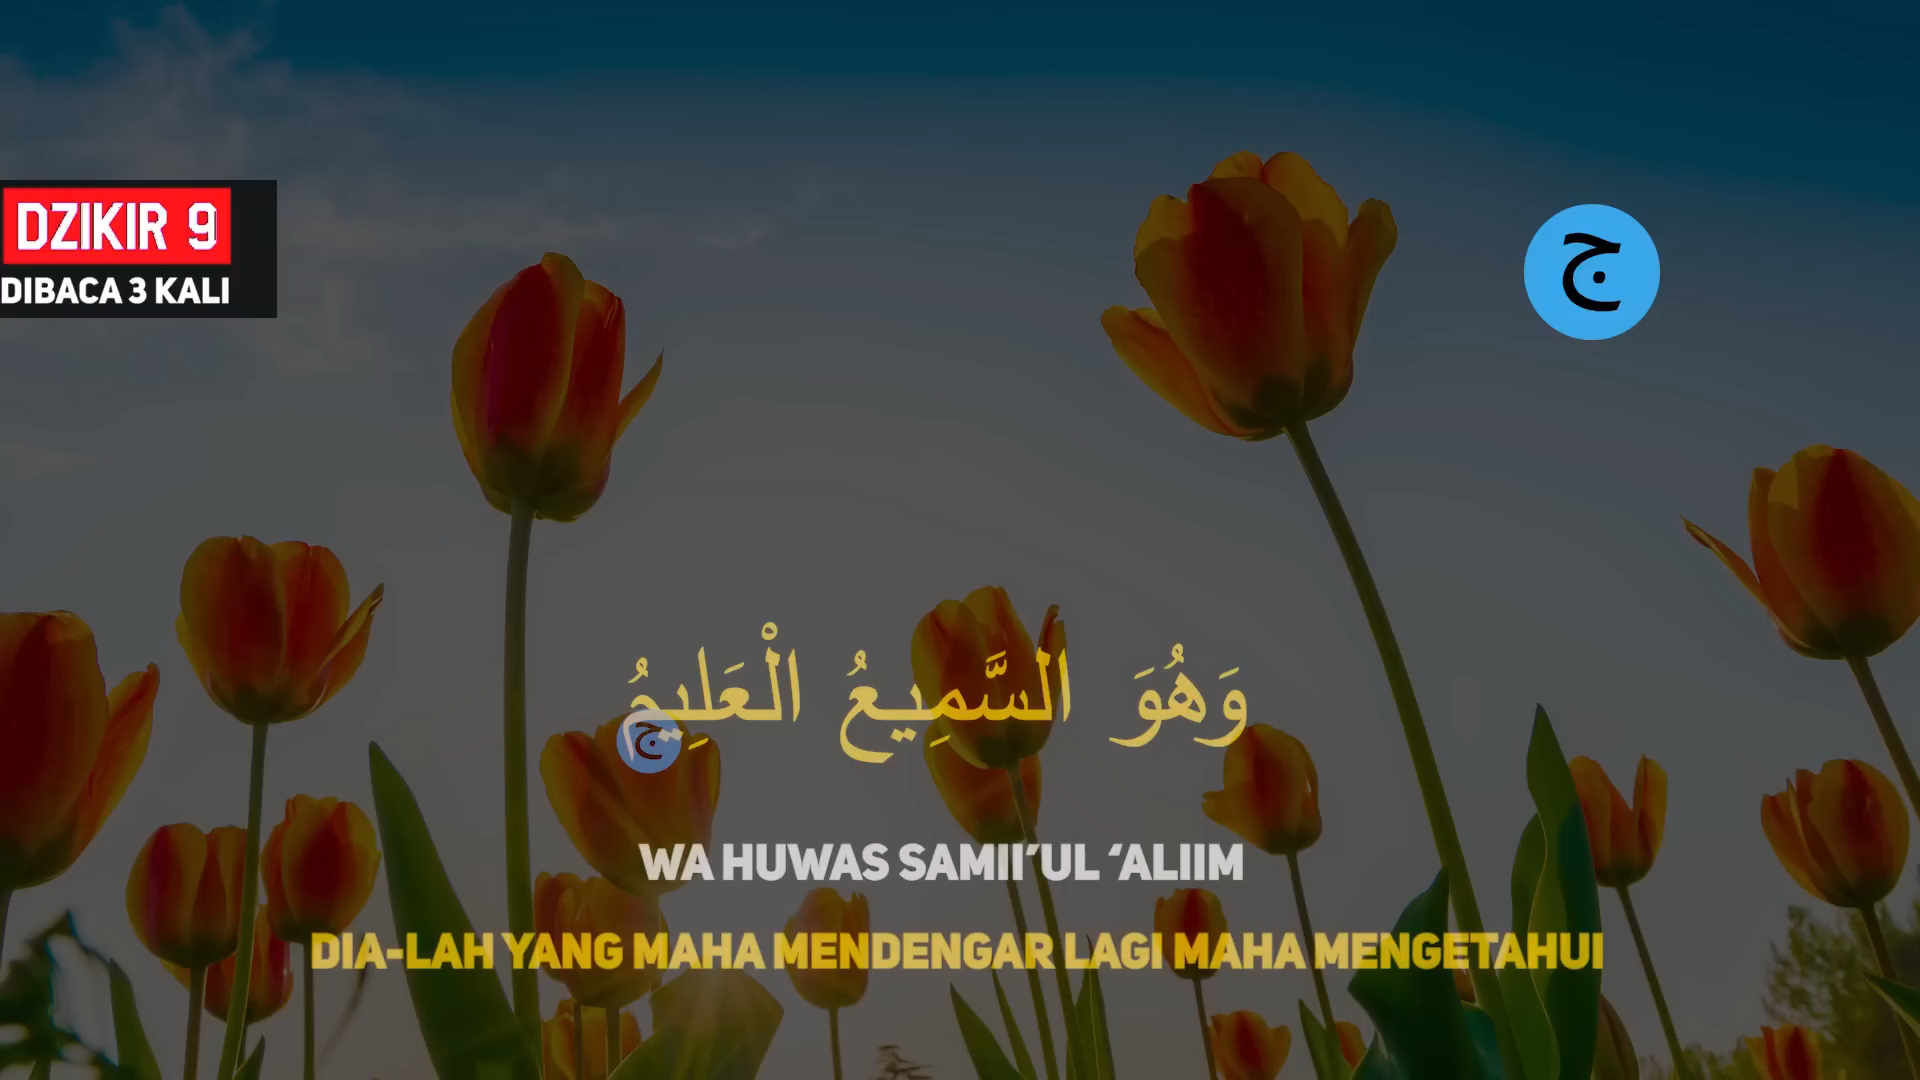 DZIKIR 9
DIBACA 3 KALI
ج
وَهُوَ السَّمِيعُ الْعَلِيمُ
ج
WA HUWAS SAMII’UL ‘ALIIM
DIA-LAH YANG MAHA MENDENGAR LAGI MAHA MENGETAHUI